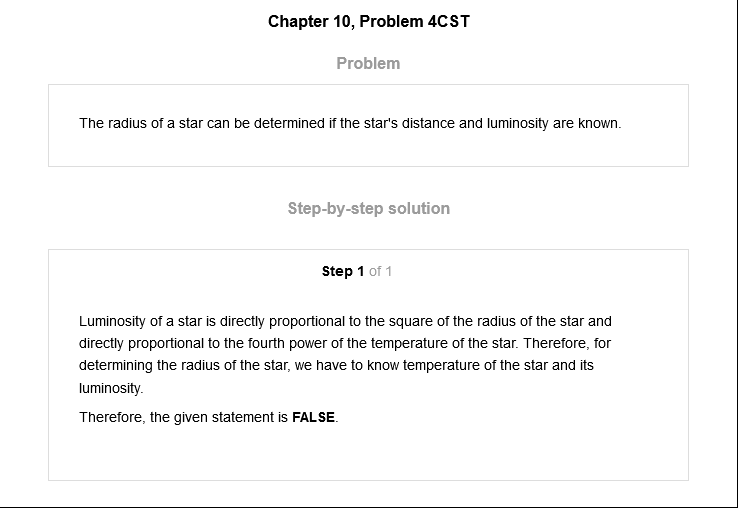 Chapter 10, Problem 4CST
Problem
The radius of a star can be determined if the star's distance and luminosity are known.
Step-by-step solution
Step 1 of 1
Luminosity of a star is directly proportional to the square of the radius of the star and
directly proportional to the fourth power of the temperature of the star. Therefore, for
determining the radius of the star, we have to know temperature of the star and its
luminosity.
Therefore, the given statement is FALSE.